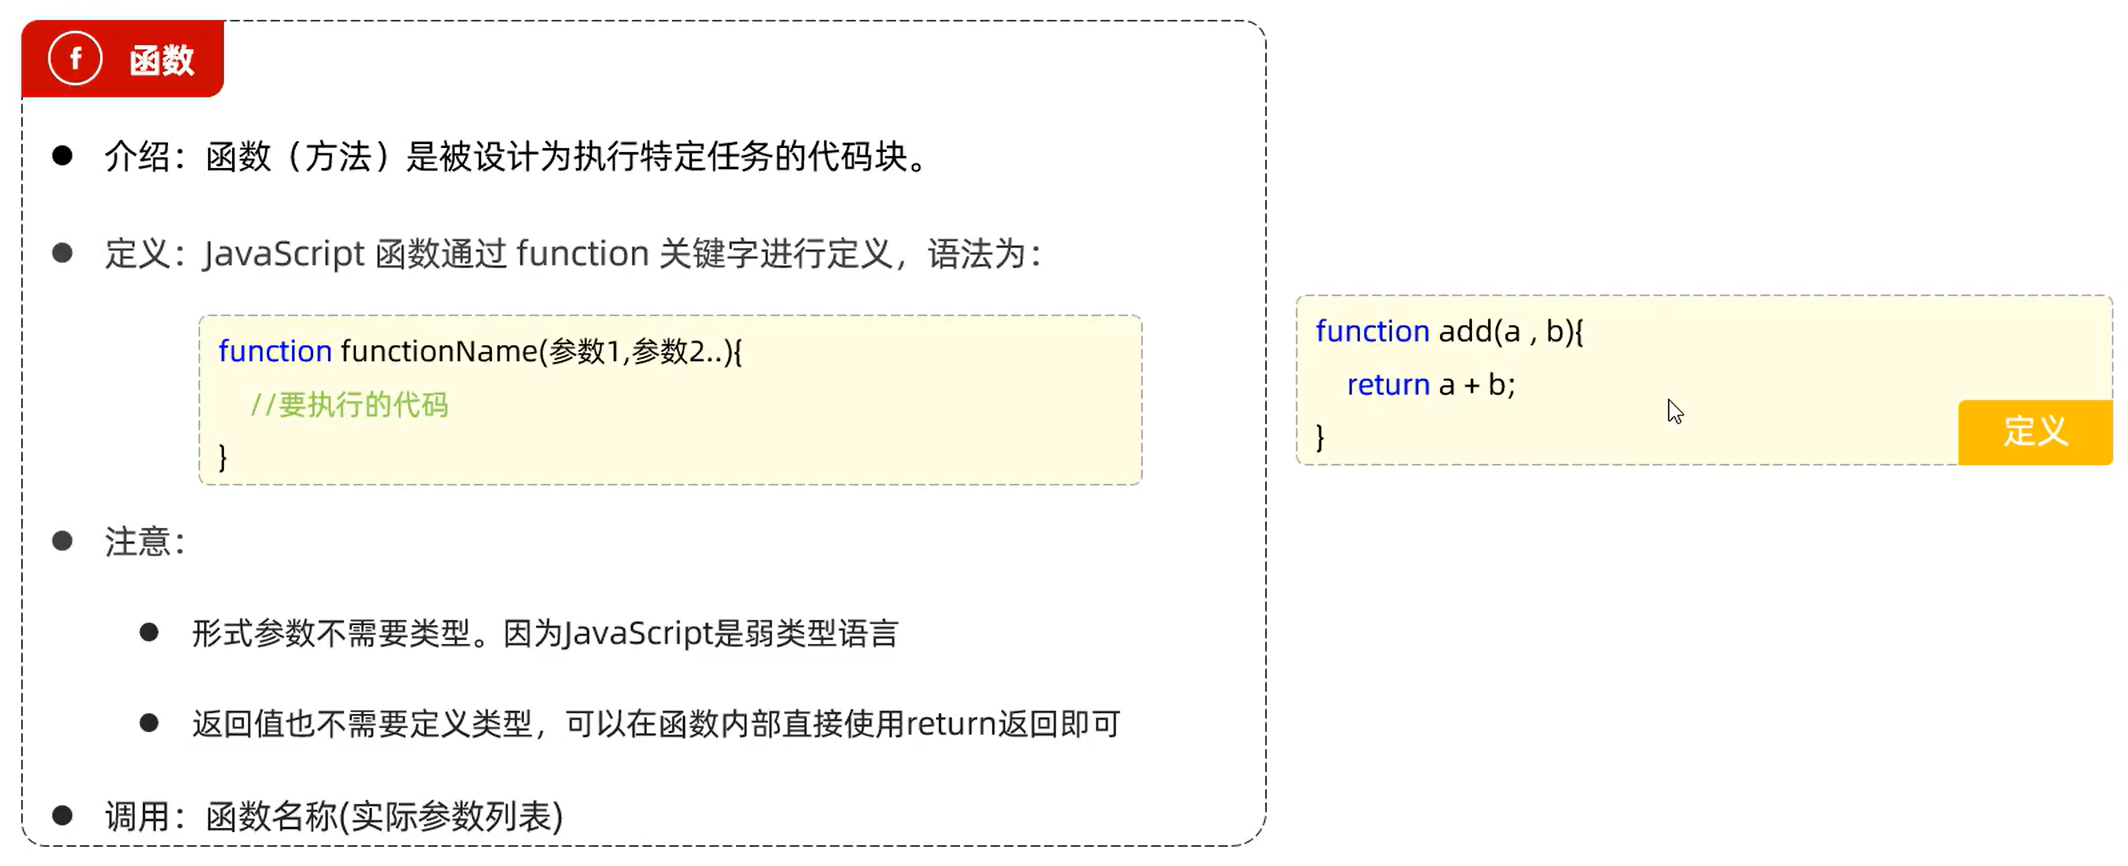 f 函数
介绍：函数（方法）是被设计为执行特定任务的代码块。
定义：JavaScript 函数通过 function 关键字进行定义，语法为：
function functionName(参数1,参数2..){
//要执行的代码
}
注意：
形式参数不需要类型。因为JavaScript是弱类型语言
返回值也不需要定义类型，可以在函数内部直接使用return返回即可
调用：函数名称(实际参数列表)
function add(a , b){
return a + b;
}
定义